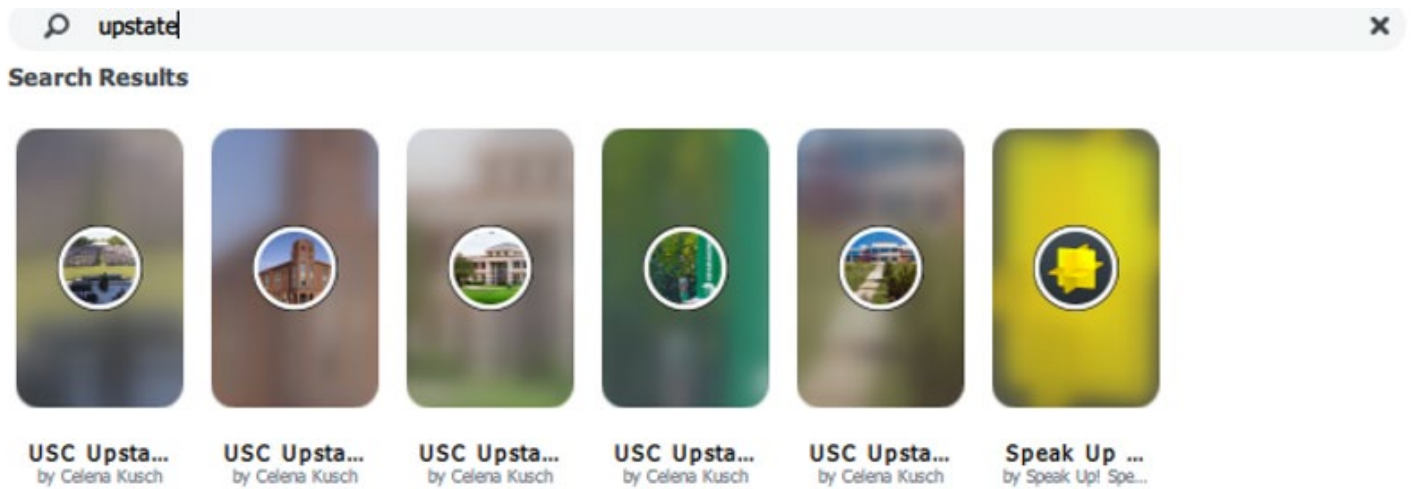 upstate
Search Results
USC Upsta...
by Celena Kusch
USC Upsta...
by Celena Kusch
USC Upsta...
by Celena Kusch
USC Upsta...
by Celena Kusch
USC Upsta...
by Celena Kusch
Speak Up ...
by Speak Up! Spe...